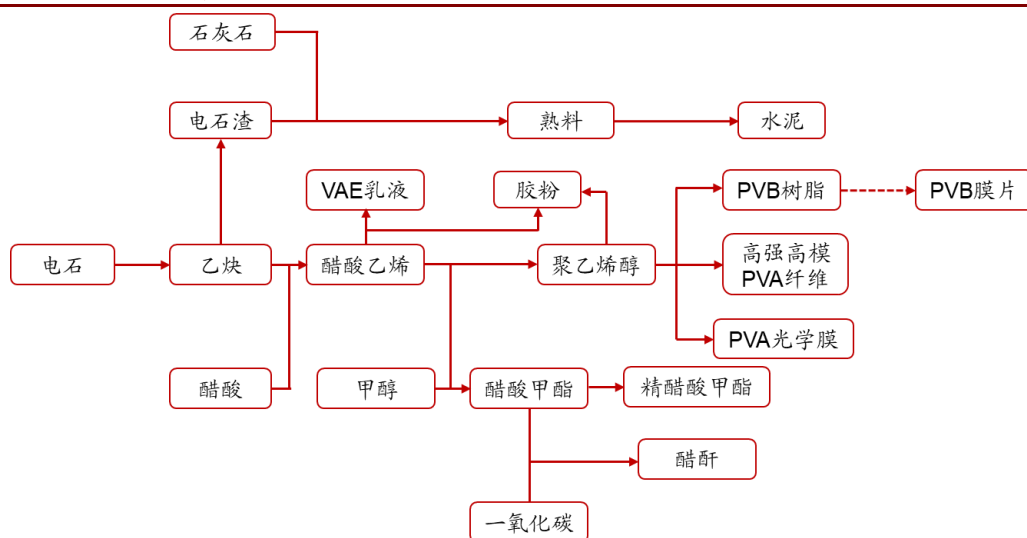 石灰石
电石渣
熟料
水泥
VAE乳液
胶粉
PVB树脂
PVB膜片
电石
乙炔
醋酸乙烯
聚乙烯醇
高强高模
PVA纤维
PVA光学膜
醋酸
甲醇
醋酸甲酯
精醋酸甲酯
醋酐
一氧化碳